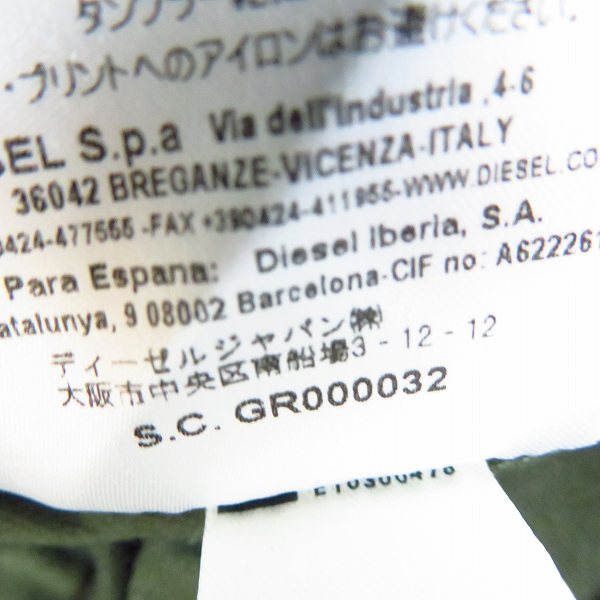 プリントへのアイロンはお避けください
SEL S.p.a Via dell'Industria ,4-6
36042 BREGANZE-VICENZA-ITALY
0424-477555 -FAX +390424-411955-WWW.DIESEL.CO
Para Espana: Diesel Iberia, S.A.
atalunya, 9 08002 Barcelona-CIF no: A622261
ディーゼルジャパン㈱
大阪市中央区南船場3 - 12 - 12
S.C. GR000032